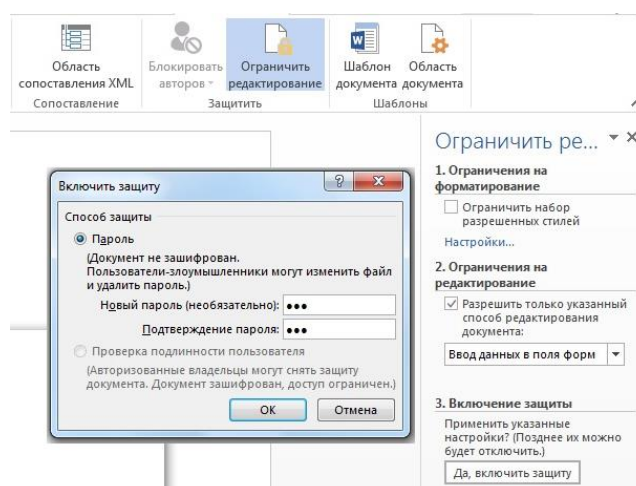 Область
сопоставления XML
Блокировать
авторов
Ограничить
редактирование
Шаблон
документа
Область
документа
Сопоставление
Защитить
Шаблоны
Ограничить ре...
1. Ограничения на
форматирование
Ограничить набор
разрешенных стилей
Настройки...
2. Ограничения на
редактирование
Разрешить только указанный
способ редактирования
документа:
Ввод данных в поля форм
3. Включение защиты
Применить указанные
настройки? (Позднее их можно
будет отключить.)
Да, включить защиту
Включить защиту
Способ защиты
Пароль
(Документ не зашифрован.
Пользователи-злоумышленники могут изменить файл
и удалить пароль.)
Новый пароль (необязательно): •••
Подтверждение пароля: •••
Проверка подлинности пользователя
(Авторизованные владельцы могут снять защиту
документа. Документ зашифрован, доступ ограничен.)
ОК
Отмена